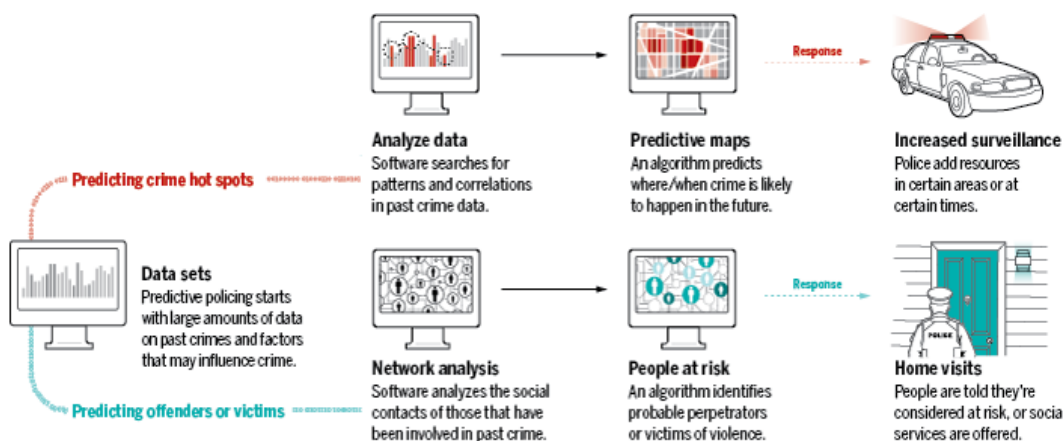 Response
Analyze data
Software searches for
patterns and correlations
in past crime data.
Predictive maps
An algorithm predicts
where/when crime is likely
to happen in the future.
Increased surveillance
Police add resources
in certain areas or at
certain times.
Predicting crime hot spots
Data sets
Predictive policing starts
with large amounts of data
on past crimes and factors
that may influence crime.
Response
POLICE
Predicting offenders or victims
Network analysis
Software analyzes the social
contacts of those that have
been involved in past crime.
People at risk
An algorithm identifies
probable perpetrators
or victims of violence.
Home visits
People are told they're
considered at risk, or social
services are offered.